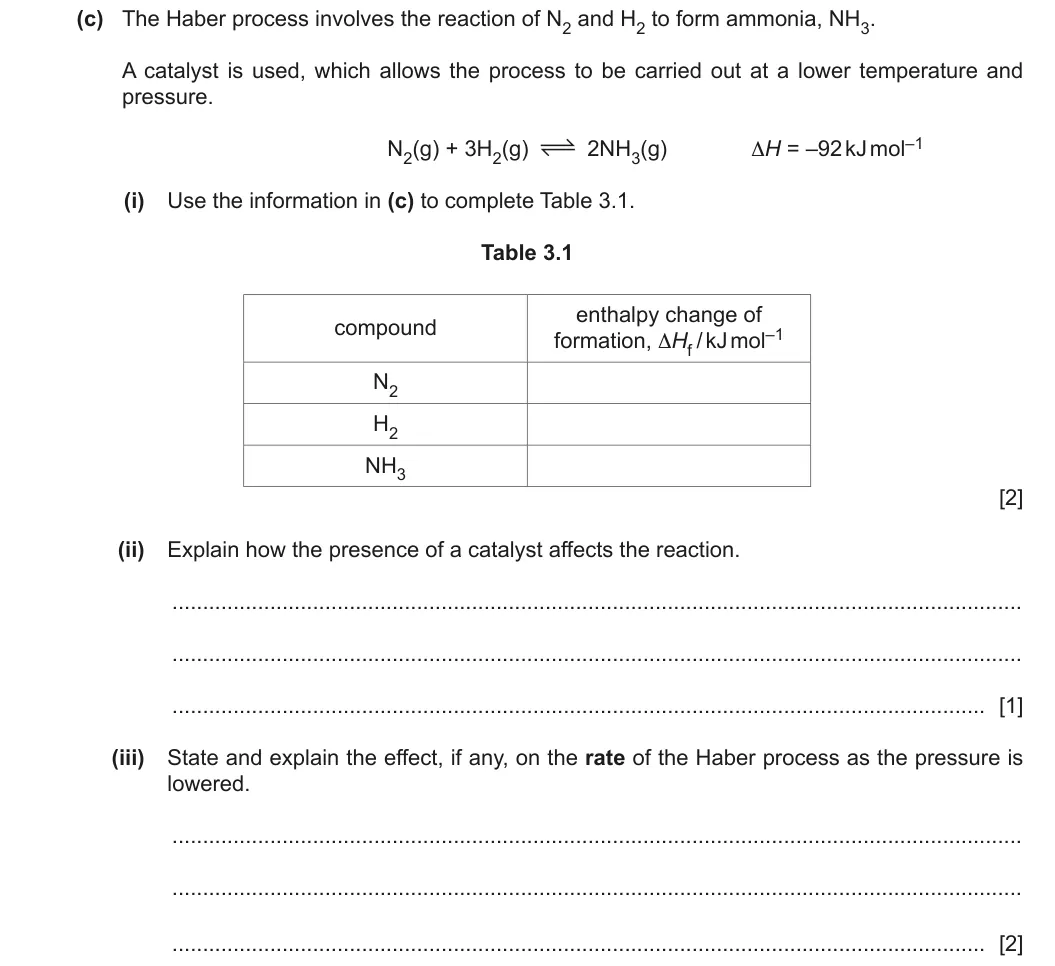 (c) The Haber process involves the reaction of N₂ and H₂ to form ammonia, NH₃.
A catalyst is used, which allows the process to be carried out at a lower temperature and
pressure.
N₂(g) + 3H₂(g) ⇌ 2NH₃(g) ΔH = –92 kJ mol⁻¹
(i) Use the information in (c) to complete Table 3.1.
Table 3.1
compound
enthalpy change of
formation, ΔH_f / kJ mol⁻¹
N₂
H₂
NH₃
[2]
(ii) Explain how the presence of a catalyst affects the reaction.
[1]
(iii) State and explain the effect, if any, on the rate of the Haber process as the pressure is
lowered.
[2]